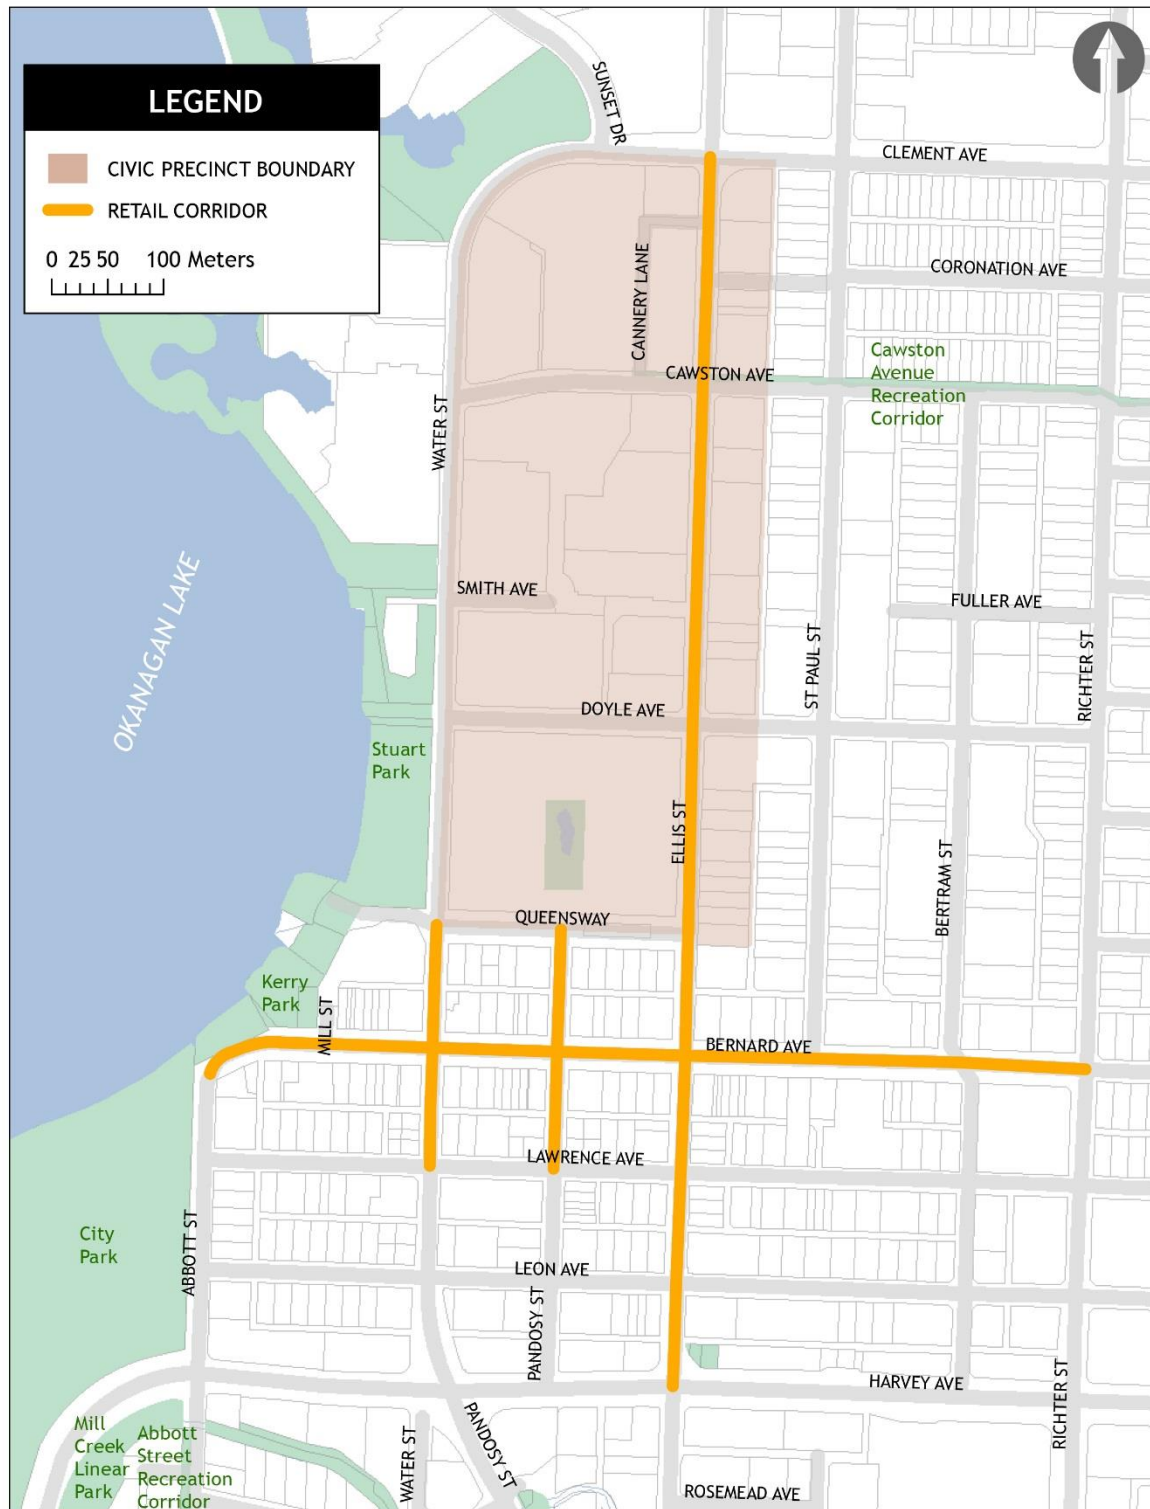 LEGEND
CIVIC PRECINCT BOUNDARY
RETAIL CORRIDOR
0 25 50 100 Meters
SUNSET DR
CLEMENT AVE
CORONATION AVE
CANNERY LANE
Cawston
Avenue
Recreation
Corridor
CAWSTON AVE
WATER ST
OKANAGAN LAKE
SMITH AVE
FULLER AVE
ST PAUL ST
RICHTER ST
DOYLE AVE
Stuart
Park
ELLIS ST
BERTRAM ST
QUEENSWAY
Kerry
Park
MILL ST
BERNARD AVE
LAWRENCE AVE
City
Park
ABBOTT ST
LEON AVE
PANDOSY ST
HARVEY AVE
RICHTER ST
Mill
Creek
Linear
Park
Abbott
Street
Recreation
Corridor
WATER ST
PANDOSY ST
ROSEMEAD AVE